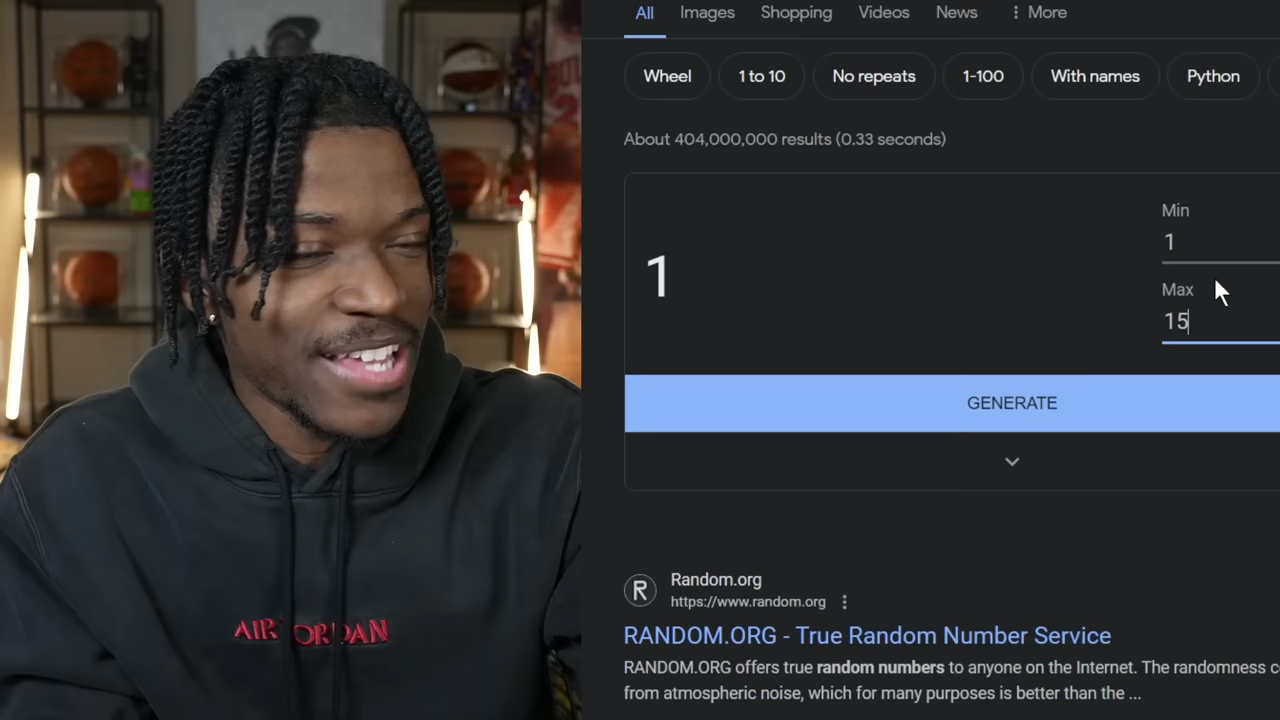 All Images Shopping Videos News More
Wheel 1 to 10 No repeats 1-100 With names Python
About 404,000,000 results (0.33 seconds)
Min
1
1
Max
15
GENERATE
Random.org
https://www.random.org
RANDOM.ORG - True Random Number Service
RANDOM.ORG offers true random numbers to anyone on the Internet. The randomness
from atmospheric noise, which for many purposes is better than the ...
AIR JORDAN